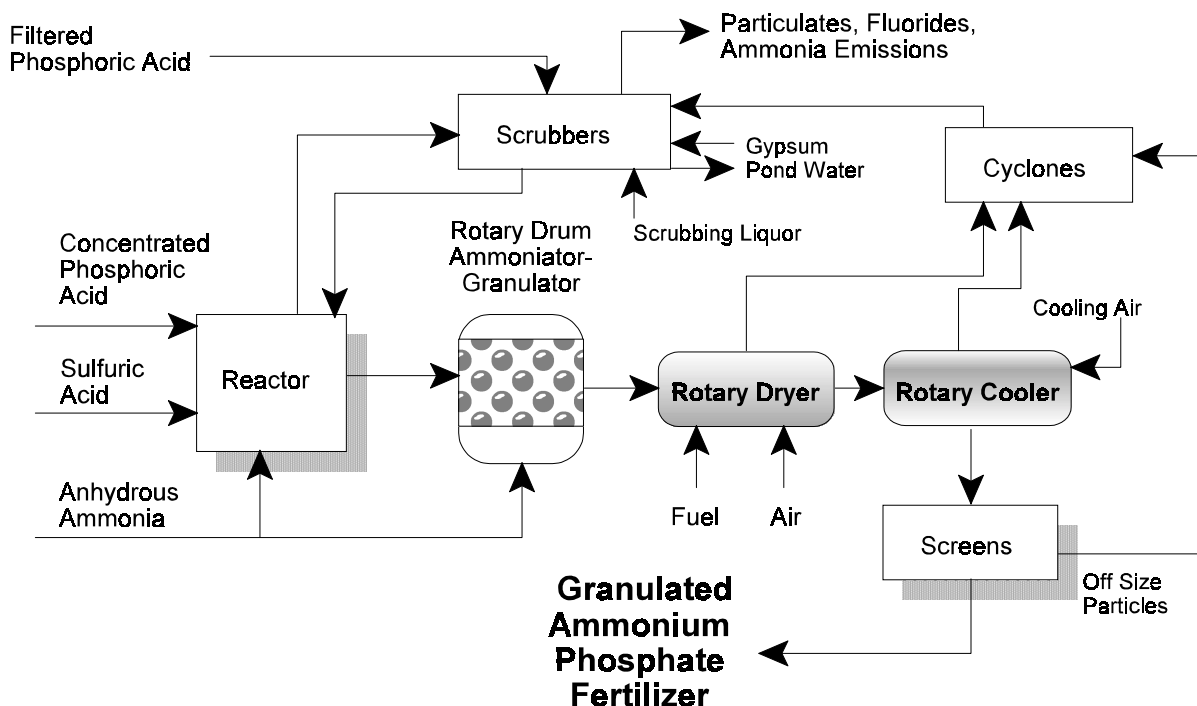 Filtered
Phosphoric Acid
Particulates, Fluorides,
Ammonia Emissions
Scrubbers
Gypsum
Pond Water
Cyclones
Scrubbing Liquor
Rotary Drum
Ammoniator-
Granulator
Concentrated
Phosphoric
Acid
Cooling Air
Sulfuric
Acid
Reactor
Rotary Dryer
Rotary Cooler
Anhydrous
Ammonia
Fuel
Air
Screens
Off Size
Particles
Granulated
Ammonium
Phosphate
Fertilizer